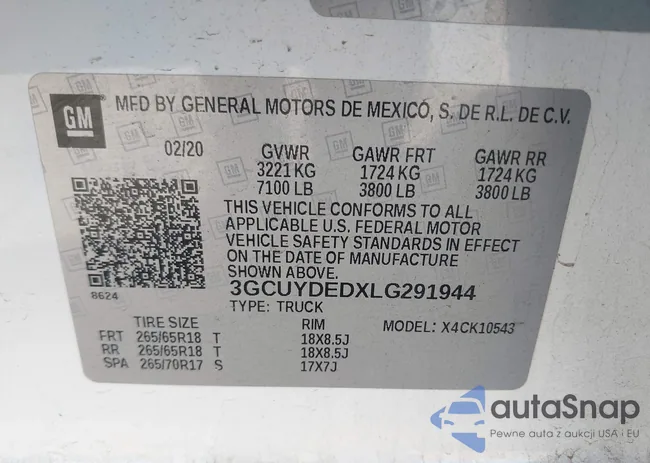 GM MFD BY GENERAL MOTORS DE MEXICÓ, S. DE R.L. DE C.V.
02/20 GVWR GAWR FRT GAWR RR
3221 KG 1724 KG 1724 KG
7100 LB 3800 LB 3800 LB
THIS VEHICLE CONFORMS TO ALL
APPLICABLE U.S. FEDERAL MOTOR
VEHICLE SAFETY STANDARDS IN EFFECT
ON THE DATE OF MANUFACTURE
SHOWN ABOVE.
8624 3GCUYDEDXLG291944
TYPE: TRUCK
TIRE SIZE RIM MODEL: X4CK10543
FRT 265/65R18 T 18X8.5J
RR 265/65R18 T 18X8.5J
SPA 265/70R17 S 17X7J
autoSnap
Pewne auta z aukcji USA i EU